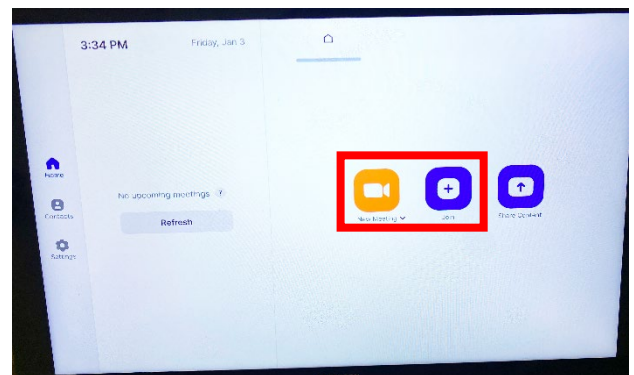 3:34 PM
Friday, Jan 3
Home
Contacts
Settings
No upcoming meetings ?
Refresh
New Meeting
Join
Share Content